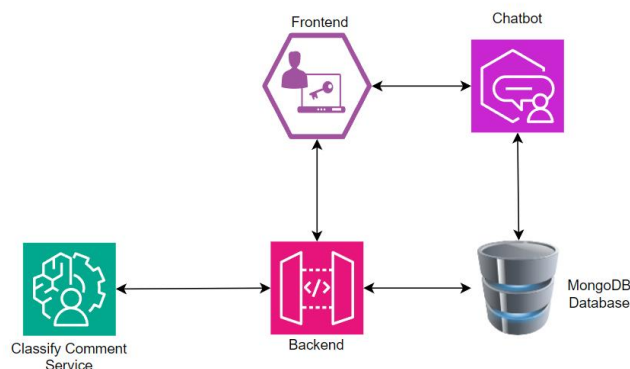 Frontend
Chatbot
</>
MongoDB
Database
Classify Comment
Service
Backend